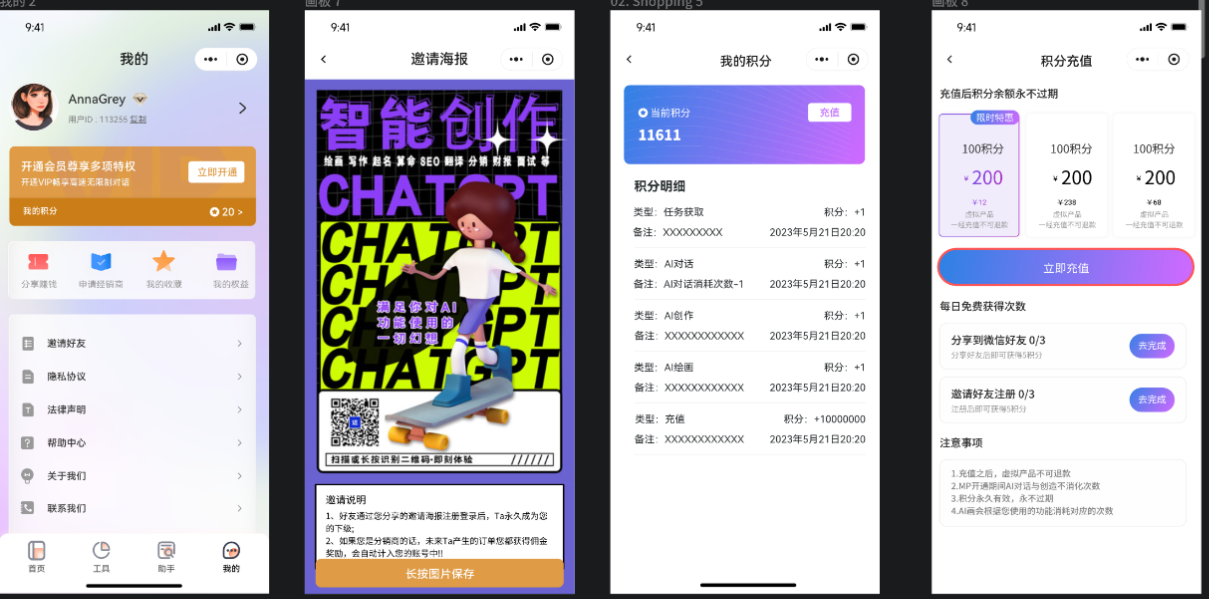 我的 2
9:41
我的
AnnaGrey
用户ID . 113255 复制
开通会员尊享多项特权
开通VIP畅享高速无限制对话
立即开通
我的积分
20 >
分享赚钱
申请经销商
我的收藏
我的权益
邀请好友
隐私协议
法律声明
帮助中心
关于我们
联系我们
首页
工具
助手
我的
画板 7
9:41
邀请海报
智能创作
绘画 写作 起名 算命 SEO 翻译 分销 财报 面试 等
CHATGPT
CHATGPT
CHATGPT
CHATGPT
CHATGPT
满足你对AI
功能使用的
一切幻想
扫描或长按识别二维码·即刻体验
邀请说明
1、好友通过您分享的邀请海报注册登录后，Ta永久成为您
的下级;
2、如果您是分销商的话，未来Ta产生的订单您都获得佣金
奖励，会自动计入您的账号中!!
长按图片保存
02. Shopping 5
9:41
我的积分
当前积分
充值
11611
积分明细
类型：任务获取 积分：+1
备注：XXXXXXXXX 2023年5月21日20:20
类型：AI对话 积分：+1
备注：AI对话消耗次数-1 2023年5月21日20:20
类型：AI创作 积分：+1
备注：XXXXXXXXXXXX 2023年5月21日20:20
类型：AI绘画 积分：+1
备注：XXXXXXXXXXXX 2023年5月21日20:20
类型：充值 积分：+10000000
备注：XXXXXXXXXXXX 2023年5月21日20:20
画板 8
9:41
积分充值
充值后积分余额永不过期
限时特惠
100积分
￥200
￥12
虚拟产品
一经充值不可退款
100积分
￥200
￥238
虚拟产品
一经充值不可退款
100积分
￥200
￥68
虚拟产品
一经充值不可退款
立即充值
每日免费获得次数
分享到微信好友 0/3
分享好友后即可获得5积分
去完成
邀请好友注册 0/3
注册后即可获得5积分
去完成
注意事项
1.充值之后，虚拟产品不可退款
2.MP开通期间AI对话与创造不消化次数
3.积分永久有效，永不过期
4.AI画会根据您使用的功能消耗对应的次数